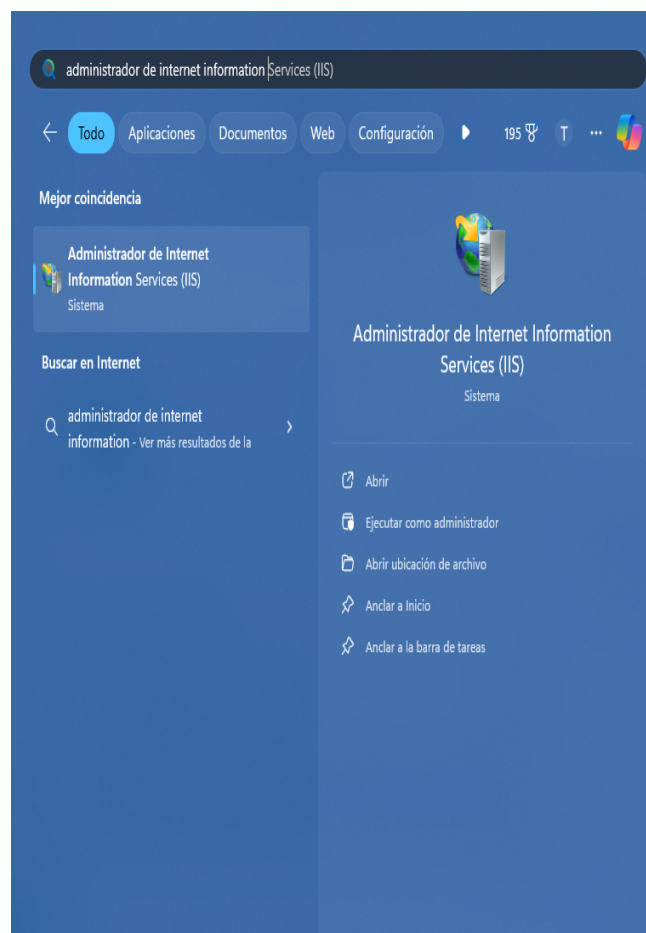 administrador de internet information Services (IIS)
Todo Aplicaciones Documentos Web Configuración 195 T ...
Mejor coincidencia
Administrador de Internet
Information Services (IIS)
Sistema
Buscar en Internet
administrador de internet
information - Ver más resultados de la
Administrador de Internet Information
Services (IIS)
Sistema
Abrir
Ejecutar como administrador
Abrir ubicación de archivo
Anclar a Inicio
Anclar a la barra de tareas